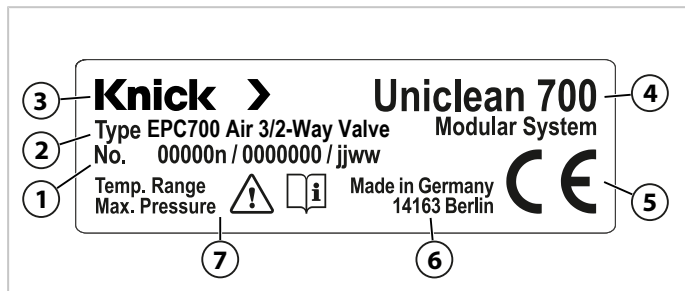 Knick
Uniclean 700
Modular System
Type EPC700 Air 3/2-Way Valve
No. 00000n / 0000000 / jjww
Temp. Range
Max. Pressure
Made in Germany
14163 Berlin
CE
1
2
3
4
5
6
7